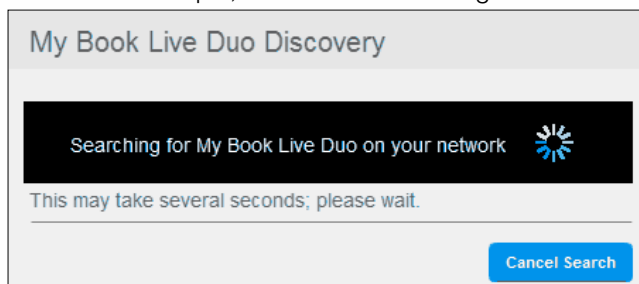 My Book Live Duo Discovery
Searching for My Book Live Duo on your network
This may take several seconds; please wait.
Cancel Search